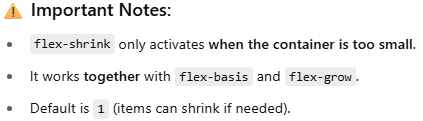 ⚠️ Important Notes:
• flex-shrink only activates when the container is too small.
• It works together with flex-basis and flex-grow.
• Default is 1 (items can shrink if needed).